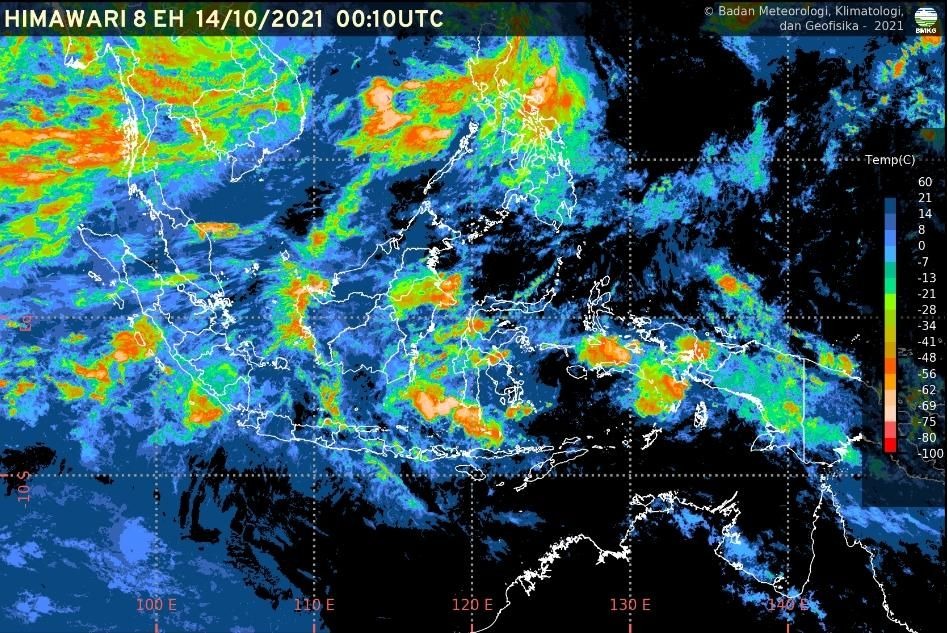 HIMAWARI 8 EH 14/10/2021 00:10UTC
© Badan Meteorologi, Klimatologi,
dan Geofisika - 2021
BMKG
Temp(C)
60
21
14
8
0
-7
-13
-21
-28
-34
-41
-48
-56
-62
-69
-75
-80
-100
Eq
-10 S
100 E
110 E
120 E
130 E
140 E